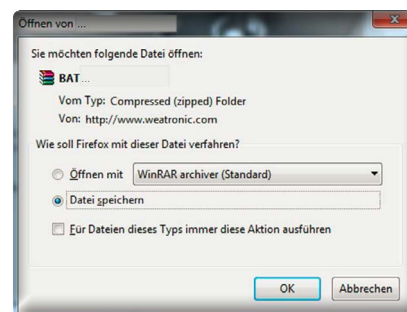 Öffnen von ...
Sie möchten folgende Datei öffnen:
BAT...
Vom Typ: Compressed (zipped) Folder
Von: http://www.weatronic.com
Wie soll Firefox mit dieser Datei verfahren?
Öffnen mit WinRAR archiver (Standard)
Datei speichern
Für Dateien dieses Typs immer diese Aktion ausführen
OK Abbrechen